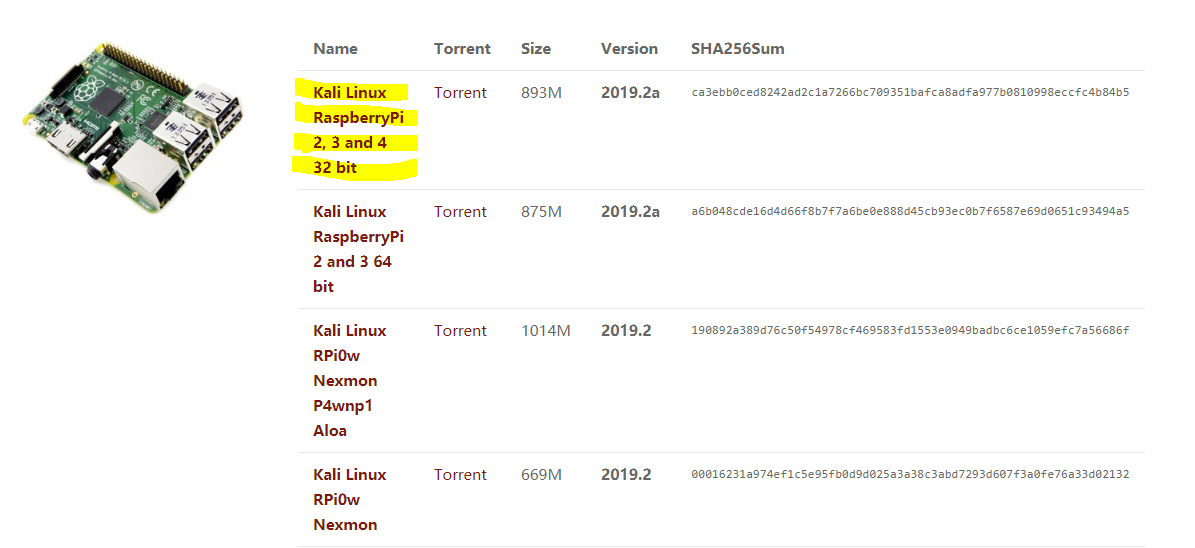 Name Torrent Size Version SHA256Sum
Kali Linux Torrent 893M 2019.2a ca3ebb0ced8242ad2c1a7266bc709351bafca8adfa977b0810998eccfc4b84b5
RaspberryPi
2, 3 and 4
32 bit
Kali Linux Torrent 875M 2019.2a a6b048cde16d4d66f8b7f7a6be0e888d45cb93ec0b7f6587e69d0651c93494a5
RaspberryPi
2 and 3 64
bit
Kali Linux Torrent 1014M 2019.2 190892a389d76c50f54978cf469583fd1553e0949badbc6ce1059efc7a56686f
RPi0w
Nexmon
P4wnp1
Aloa
Kali Linux Torrent 669M 2019.2 00016231a974ef1c5e95fb0d9d025a3a38c3abd7293d607f3a0fe76a33d02132
RPi0w
Nexmon